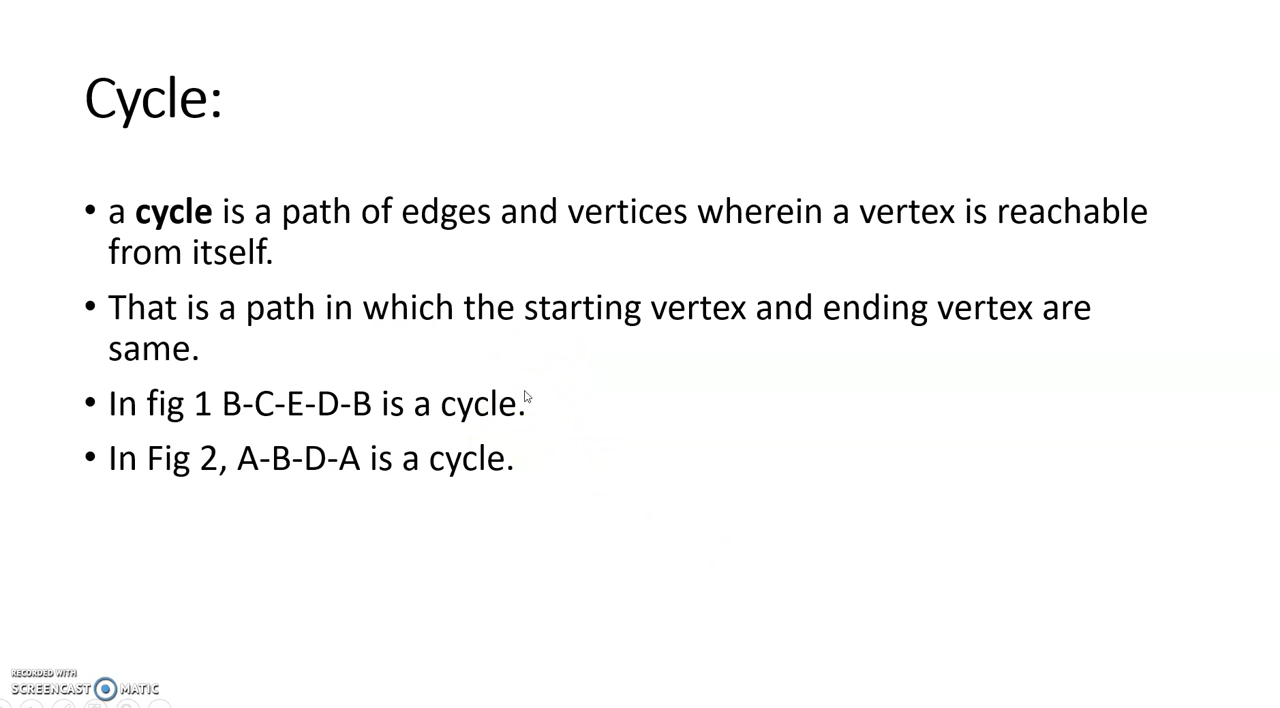 Cycle:
• a cycle is a path of edges and vertices wherein a vertex is reachable
from itself.
• That is a path in which the starting vertex and ending vertex are
same.
• In fig 1 B-C-E-D-B is a cycle.
• In Fig 2, A-B-D-A is a cycle.
RECORDED WITH
SCREENCAST MATIC